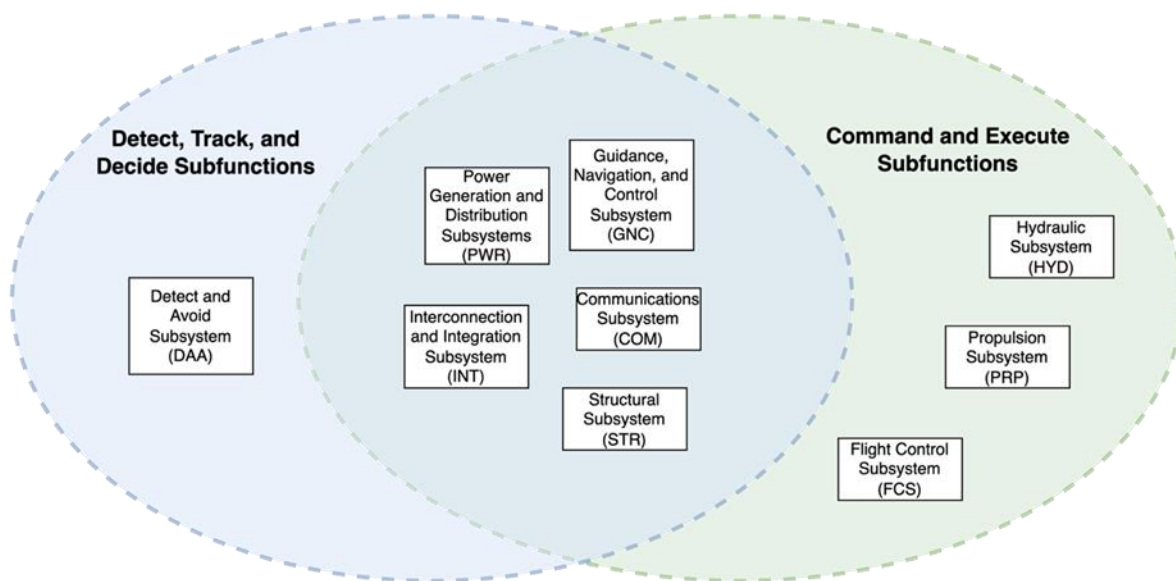 Detect, Track, and
Decide Subfunctions
Detect and
Avoid
Subsystem
(DAA)
Power
Generation and
Distribution
Subsystems
(PWR)
Guidance,
Navigation, and
Control
Subsystem
(GNC)
Interconnection
and Integration
Subsystem
(INT)
Communications
Subsystem
(COM)
Structural
Subsystem
(STR)
Command and Execute
Subfunctions
Hydraulic
Subsystem
(HYD)
Propulsion
Subsystem
(PRP)
Flight Control
Subsystem
(FCS)